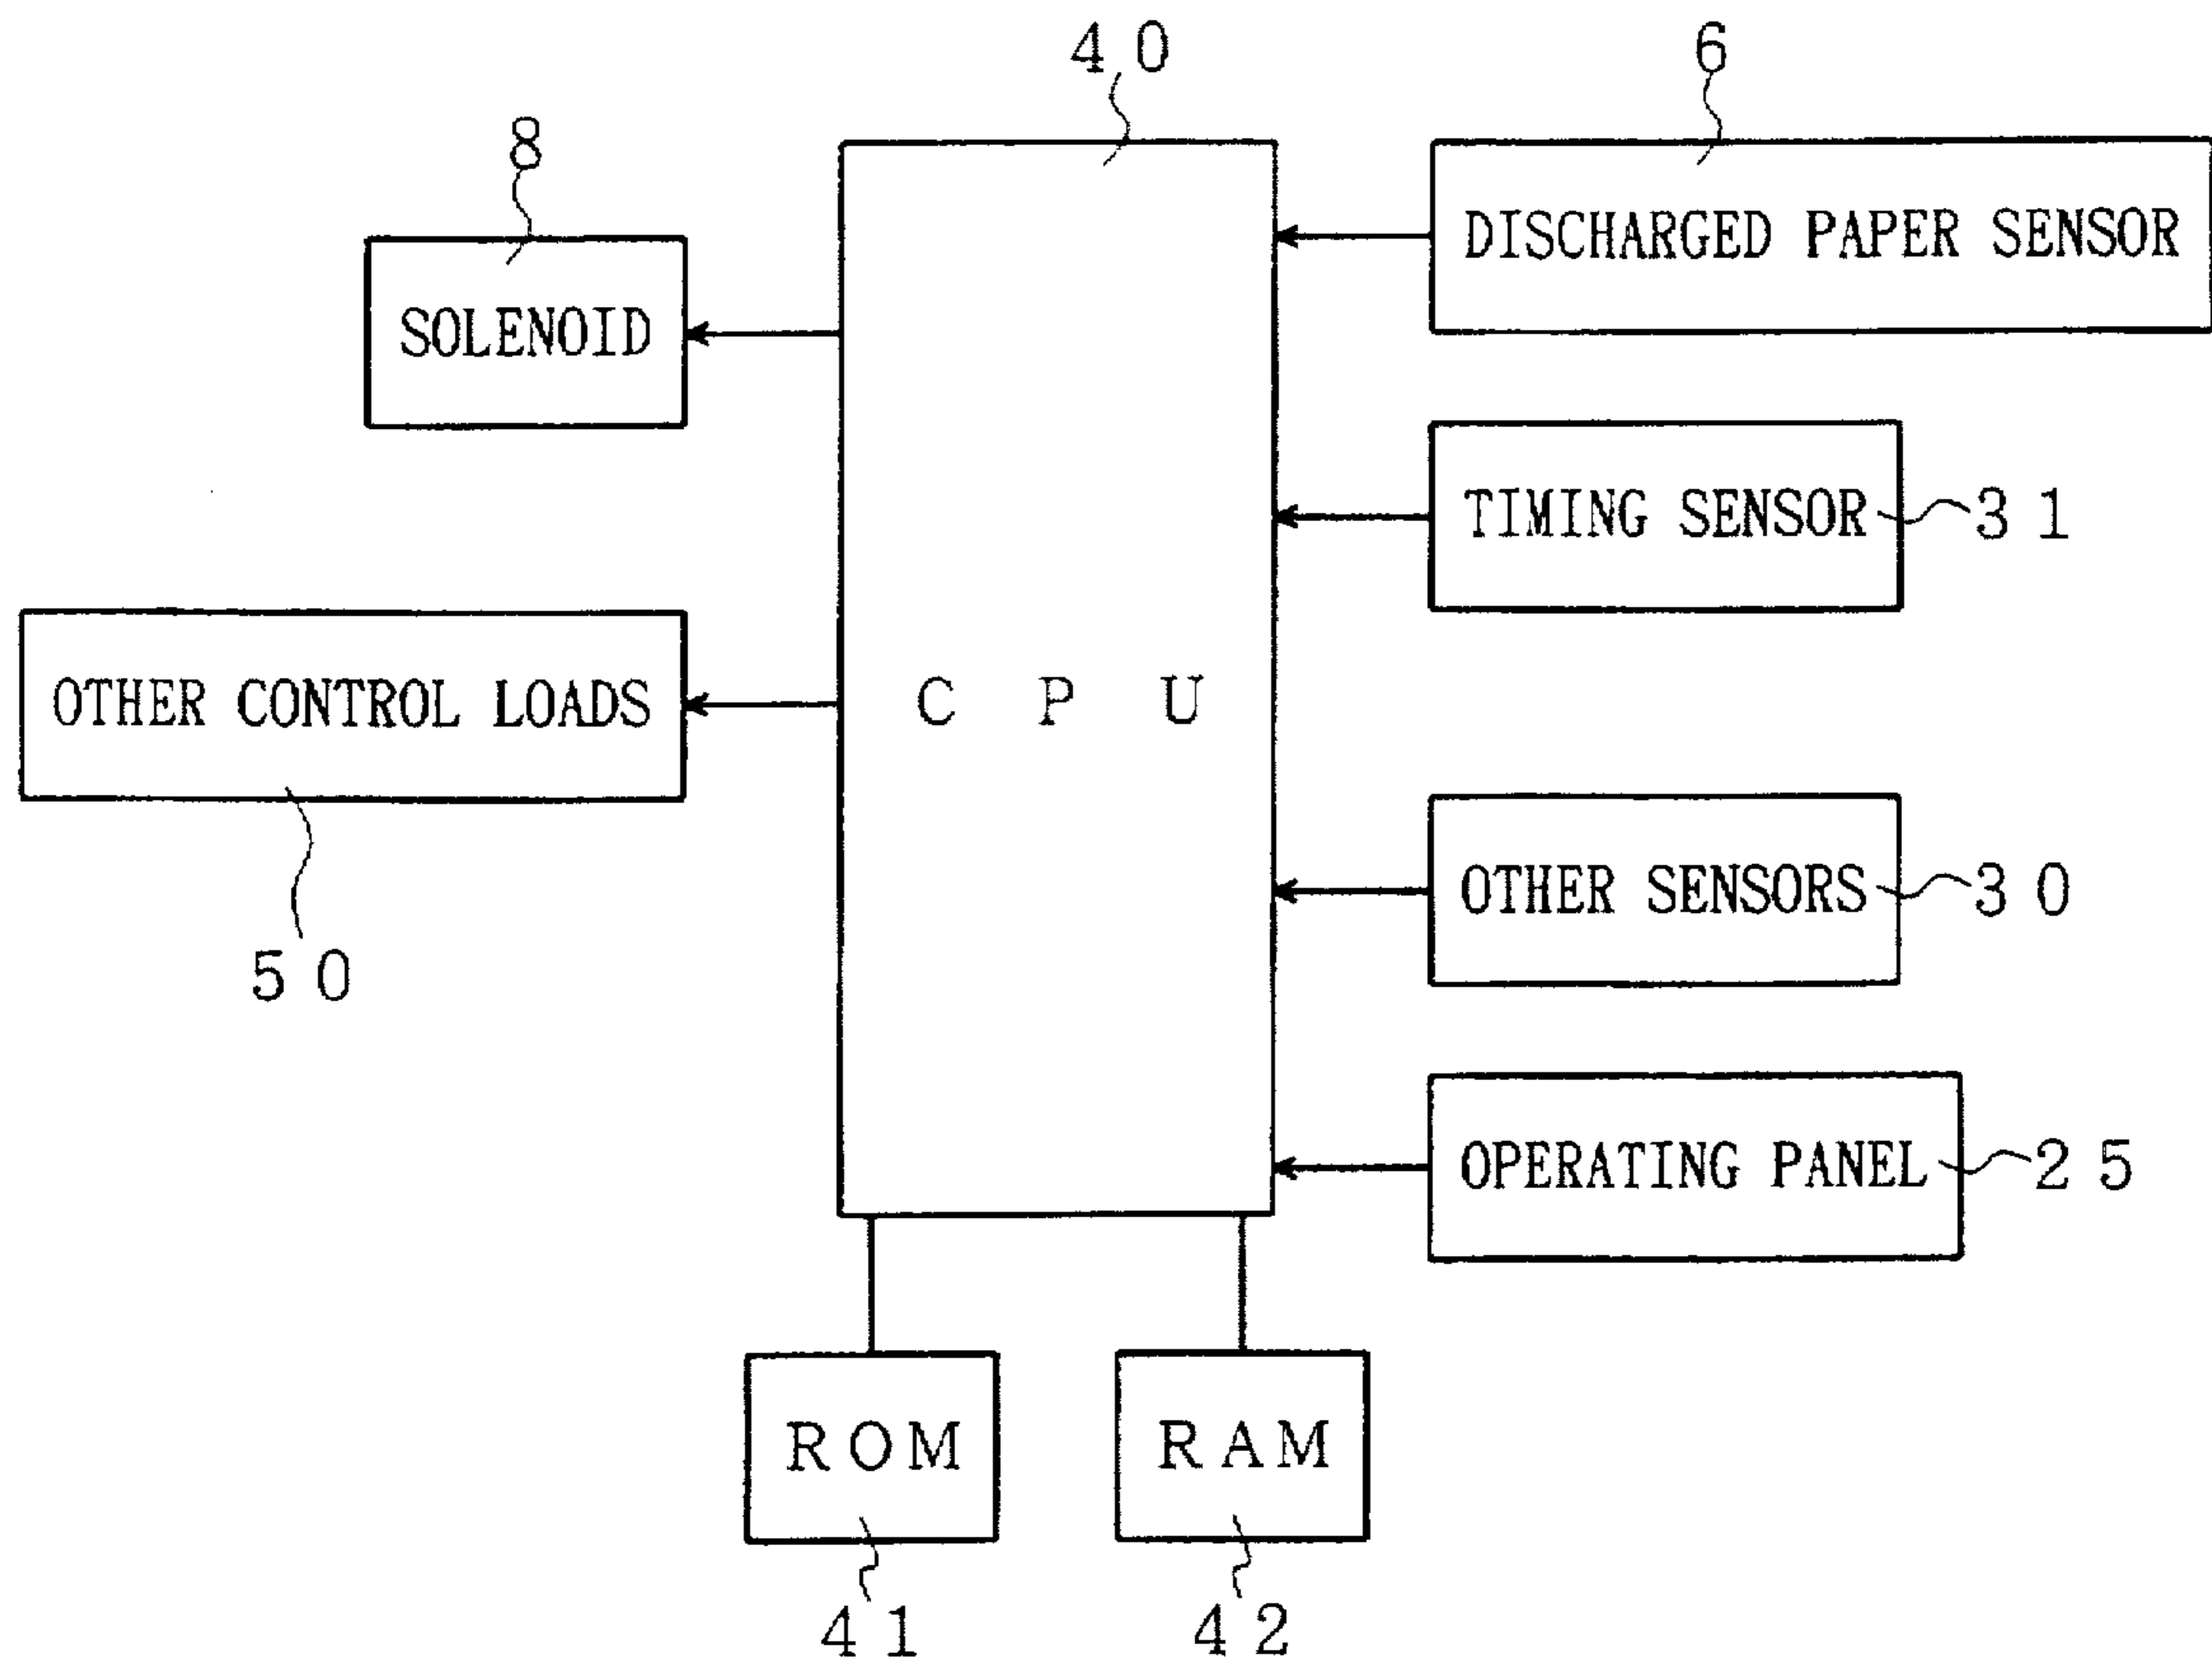 40
6
8
DISCHARGED PAPER SENSOR
SOLENOID
TIMING SENSOR
31
OTHER CONTROL LOADS
CPU
OTHER SENSORS
30
50
OPERATING PANEL
25
ROM
RAM
41
42